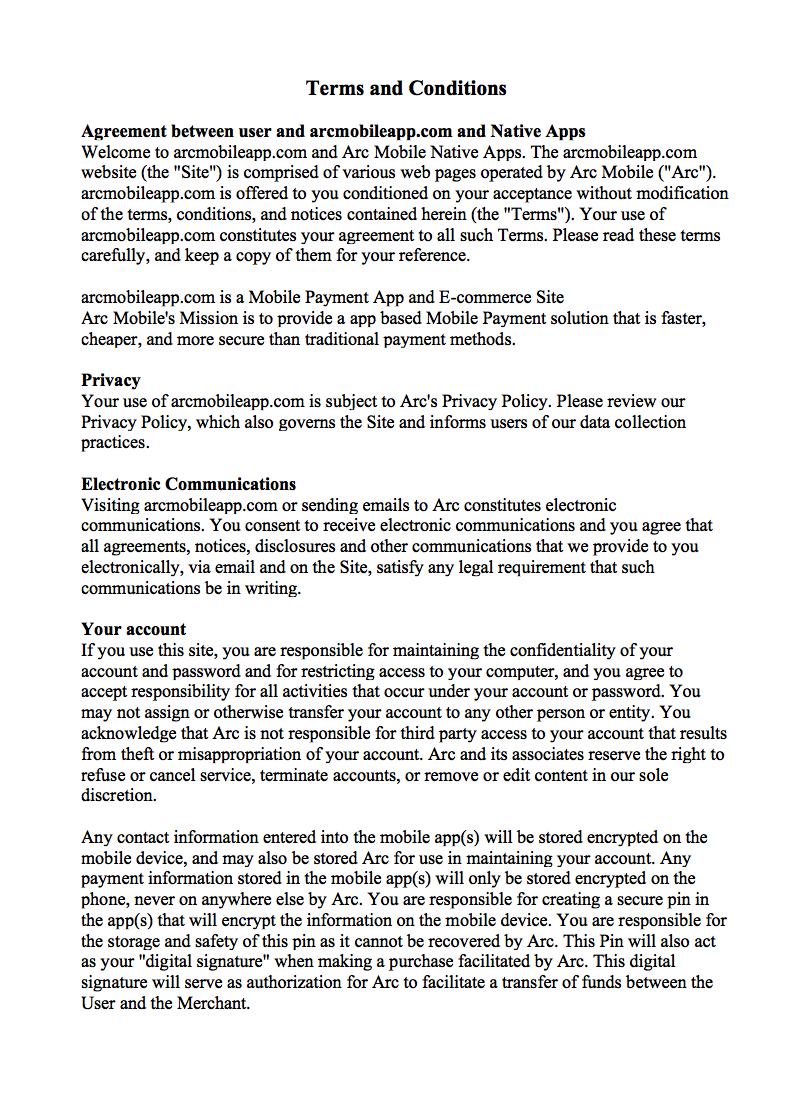 Terms and Conditions
Agreement between user and arcmobileapp.com and Native Apps
Welcome to arcmobileapp.com and Arc Mobile Native Apps. The arcmobileapp.com
website (the "Site") is comprised of various web pages operated by Arc Mobile ("Arc").
arcmobileapp.com is offered to you conditioned on your acceptance without modification
of the terms, conditions, and notices contained herein (the "Terms"). Your use of
arcmobileapp.com constitutes your agreement to all such Terms. Please read these terms
carefully, and keep a copy of them for your reference.
arcmobileapp.com is a Mobile Payment App and E-commerce Site
Arc Mobile's Mission is to provide a app based Mobile Payment solution that is faster,
cheaper, and more secure than traditional payment methods.
Privacy
Your use of arcmobileapp.com is subject to Arc's Privacy Policy. Please review our
Privacy Policy, which also governs the Site and informs users of our data collection
practices.
Electronic Communications
Visiting arcmobileapp.com or sending emails to Arc constitutes electronic
communications. You consent to receive electronic communications and you agree that
all agreements, notices, disclosures and other communications that we provide to you
electronically, via email and on the Site, satisfy any legal requirement that such
communications be in writing.
Your account
If you use this site, you are responsible for maintaining the confidentiality of your
account and password and for restricting access to your computer, and you agree to
accept responsibility for all activities that occur under your account or password. You
may not assign or otherwise transfer your account to any other person or entity. You
acknowledge that Arc is not responsible for third party access to your account that results
from theft or misappropriation of your account. Arc and its associates reserve the right to
refuse or cancel service, terminate accounts, or remove or edit content in our sole
discretion.
Any contact information entered into the mobile app(s) will be stored encrypted on the
mobile device, and may also be stored Arc for use in maintaining your account. Any
payment information stored in the mobile app(s) will only be stored encrypted on the
phone, never on anywhere else by Arc. You are responsible for creating a secure pin in
the app(s) that will encrypt the information on the mobile device. You are responsible for
the storage and safety of this pin as it cannot be recovered by Arc. This Pin will also act
as your "digital signature" when making a purchase facilitated by Arc. This digital
signature will serve as authorization for Arc to facilitate a transfer of funds between the
User and the Merchant.